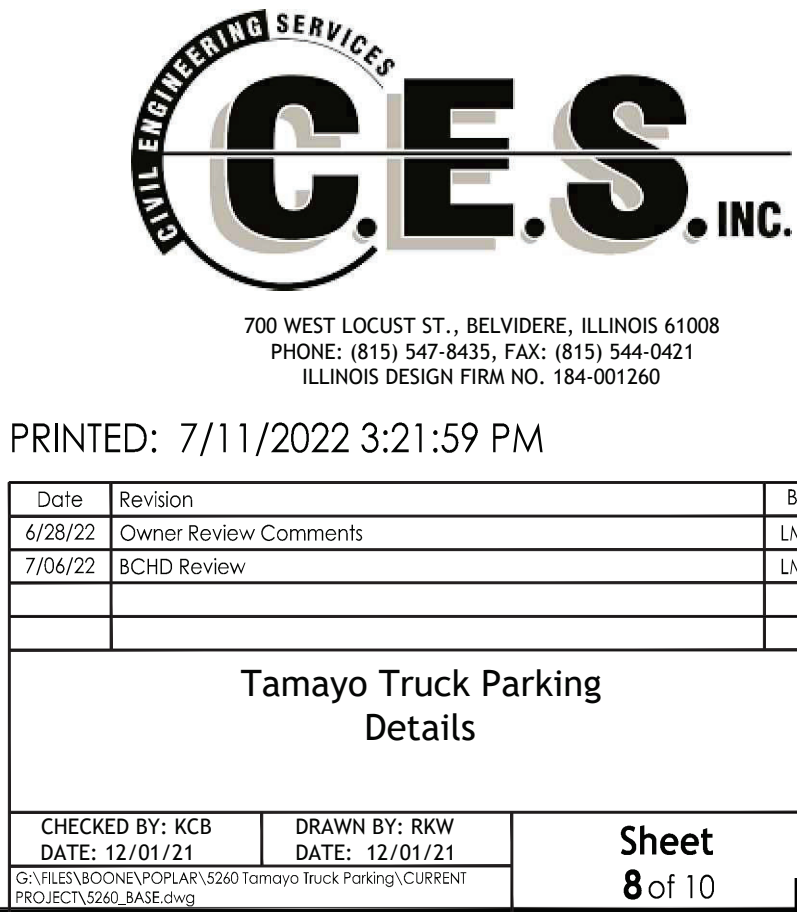 CIVIL ENGINEERING SERVICES
C.E.S. INC.
700 WEST LOCUST ST., BELVIDERE, ILLINOIS 61008
PHONE: (815) 547-8435, FAX: (815) 544-0421
ILLINOIS DESIGN FIRM NO. 184-001260
PRINTED: 7/11/2022 3:21:59 PM
Date Revision
6/28/22 Owner Review Comments
7/06/22 BCHD Review
Tamayo Truck Parking
Details
CHECKED BY: KCB DRAWN BY: RKW
DATE: 12/01/21 DATE: 12/01/21
G:\FILES\BOONE\POPLAR\5260 Tamayo Truck Parking\CURRENT
PROJECT\5260_BASE.dwg
Sheet
8 of 10